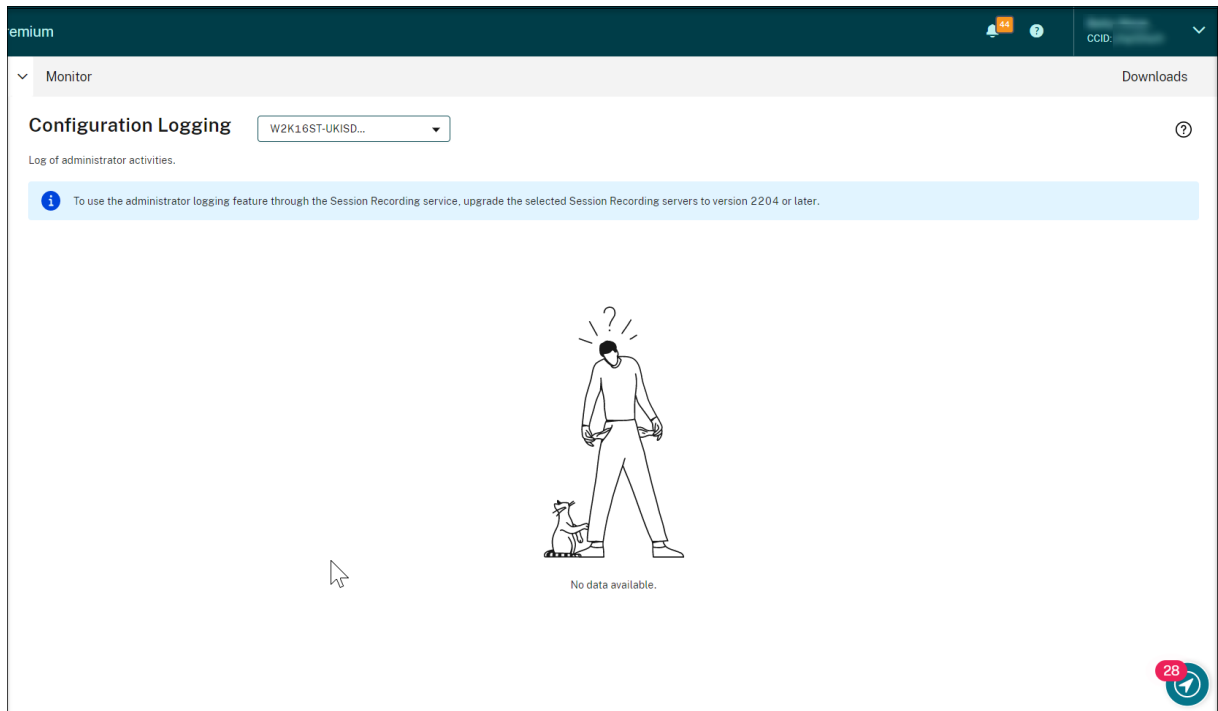 emium
44
?
CCID:
Monitor
Downloads
Configuration Logging
W2K16ST-UKISD...
?
Log of administrator activities.
i
To use the administrator logging feature through the Session Recording service, upgrade the selected Session Recording servers to version 2204 or later.
?
No data available.
28